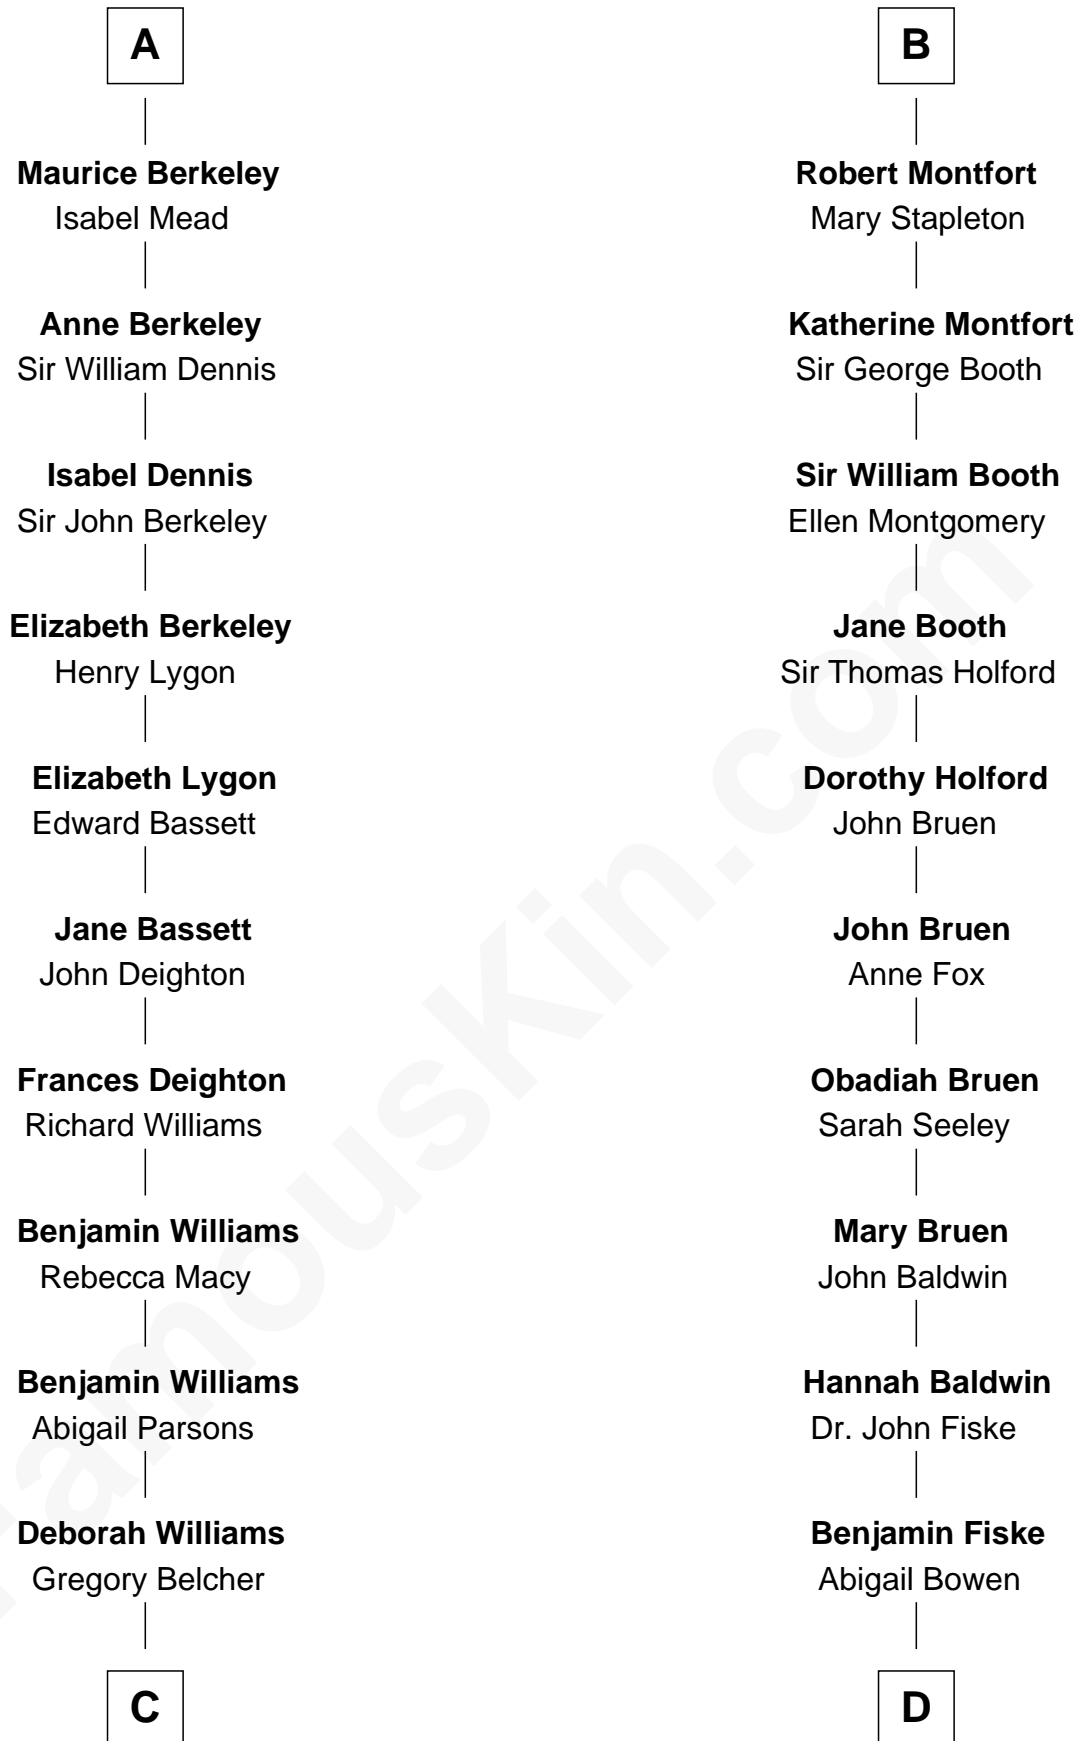 A
Maurice Berkeley
Isabel Mead
Anne Berkeley
Sir William Dennis
Isabel Dennis
Sir John Berkeley
Elizabeth Berkeley
Henry Lygon
Elizabeth Lygon
Edward Bassett
Jane Bassett
John Deighton
Frances Deighton
Richard Williams
Benjamin Williams
Rebecca Macy
Benjamin Williams
Abigail Parsons
Deborah Williams
Gregory Belcher
C
B
Robert Montfort
Mary Stapleton
Katherine Montfort
Sir George Booth
Sir William Booth
Ellen Montgomery
Jane Booth
Sir Thomas Holford
Dorothy Holford
John Bruen
John Bruen
Anne Fox
Obadiah Bruen
Sarah Seeley
Mary Bruen
John Baldwin
Hannah Baldwin
Dr. John Fiske
Benjamin Fiske
Abigail Bowen
D
FamousKin.com